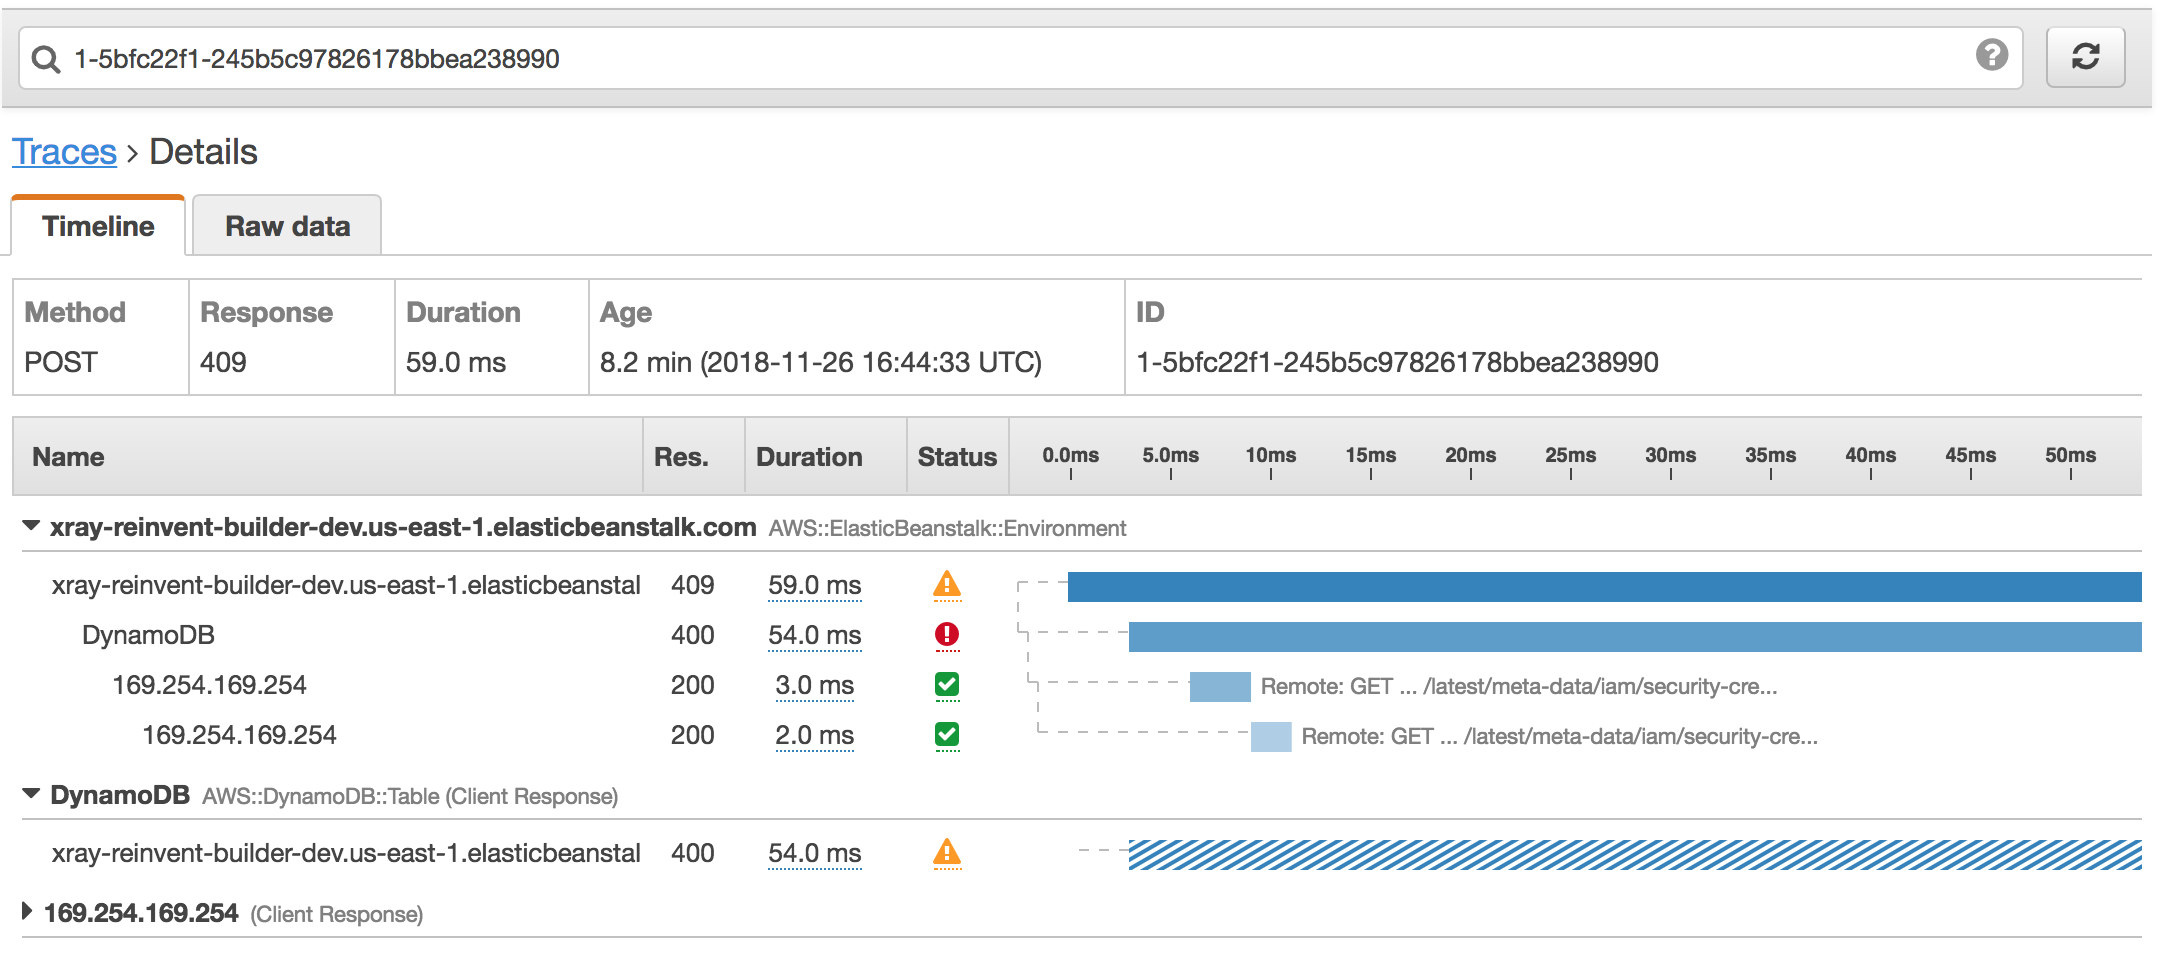 1-5bfc22f1-245b5c97826178bbea238990 ?
Traces › Details
Timeline Raw data
Method Response Duration Age ID
POST 409 59.0 ms 8.2 min (2018-11-26 16:44:33 UTC) 1-5bfc22f1-245b5c97826178bbea238990
Name Res. Duration Status 0.0ms 5.0ms 10ms 15ms 20ms 25ms 30ms 35ms 40ms 45ms 50ms
xray-reinvent-builder-dev.us-east-1.elasticbeanstalk.com AWS::ElasticBeanstalk::Environment
xray-reinvent-builder-dev.us-east-1.elasticbeanstal 409 59.0 ms
DynamoDB 400 54.0 ms
169.254.169.254 200 3.0 ms Remote: GET ... /latest/meta-data/iam/security-cre...
169.254.169.254 200 2.0 ms Remote: GET ... /latest/meta-data/iam/security-cre...
DynamoDB AWS::DynamoDB::Table (Client Response)
xray-reinvent-builder-dev.us-east-1.elasticbeanstal 400 54.0 ms
169.254.169.254 (Client Response)